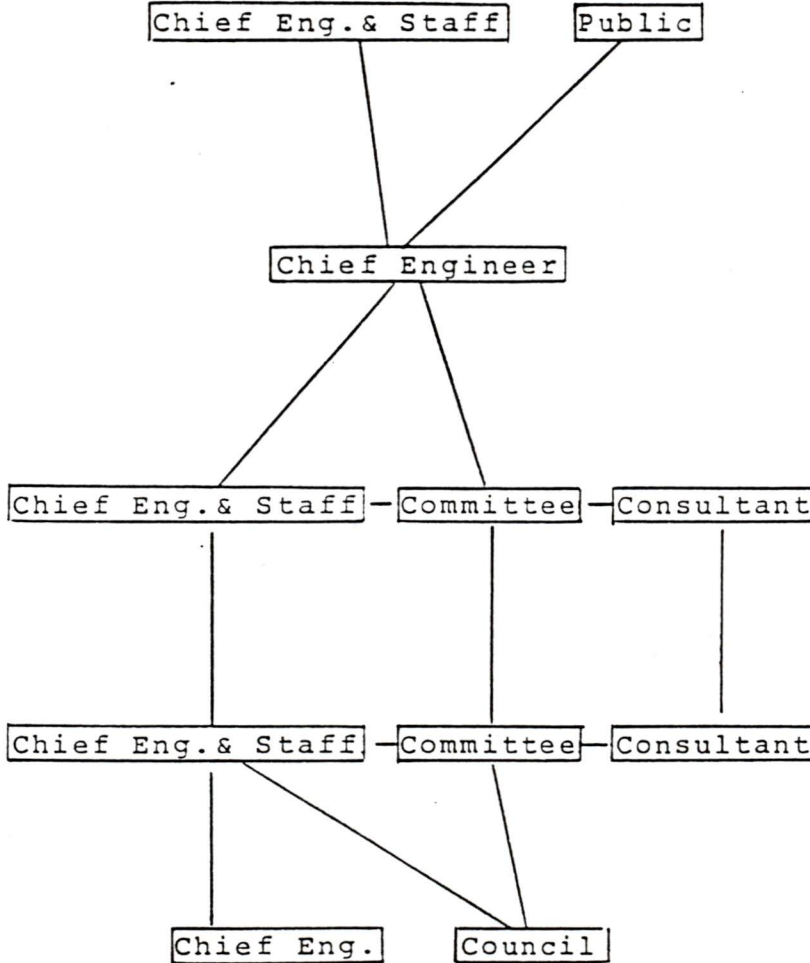 Chief Eng.& Staff Public
Chief Engineer
Chief Eng.& Staff Committee Consultant
Chief Eng.& Staff Committee Consultant
Chief Eng. Council